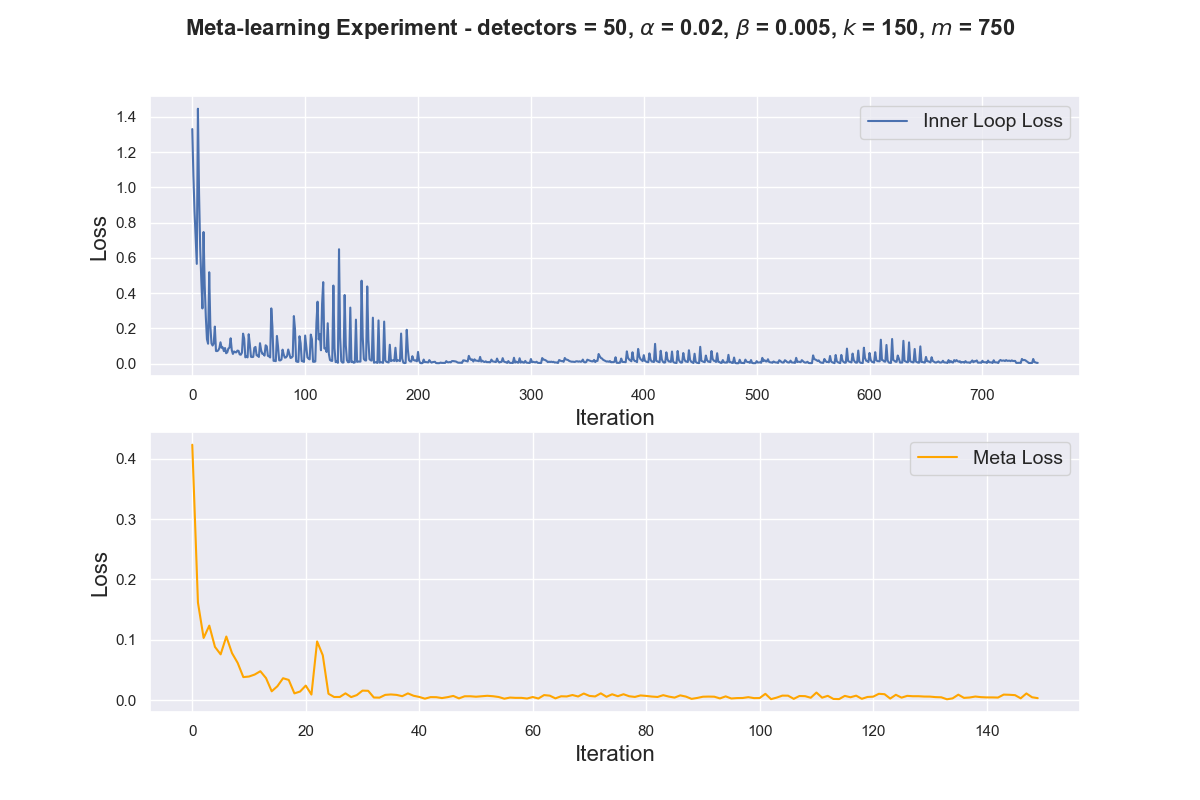 Meta-learning Experiment - detectors = 50, α = 0.02, β = 0.005, k = 150, m = 750
1.4
1.2
1.0
0.8
0.6
0.4
0.2
0.0
Loss
Inner Loop Loss
0 100 200 300 400 500 600 700
Iteration
0.4
0.3
0.2
0.1
0.0
Loss
Meta Loss
0 20 40 60 80 100 120 140
Iteration